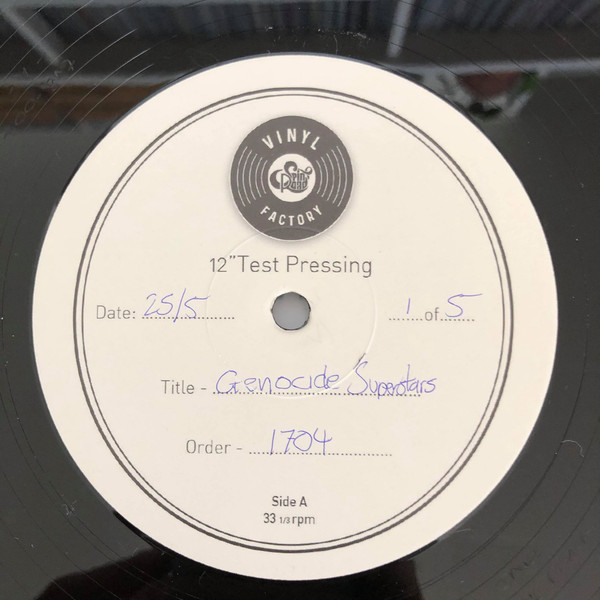 VINYL
FACTORY
12" Test Pressing
Date: 25/5
1 of 5
Title - Genocide Superstars
Order - 1704
Side A
33 1/3 rpm